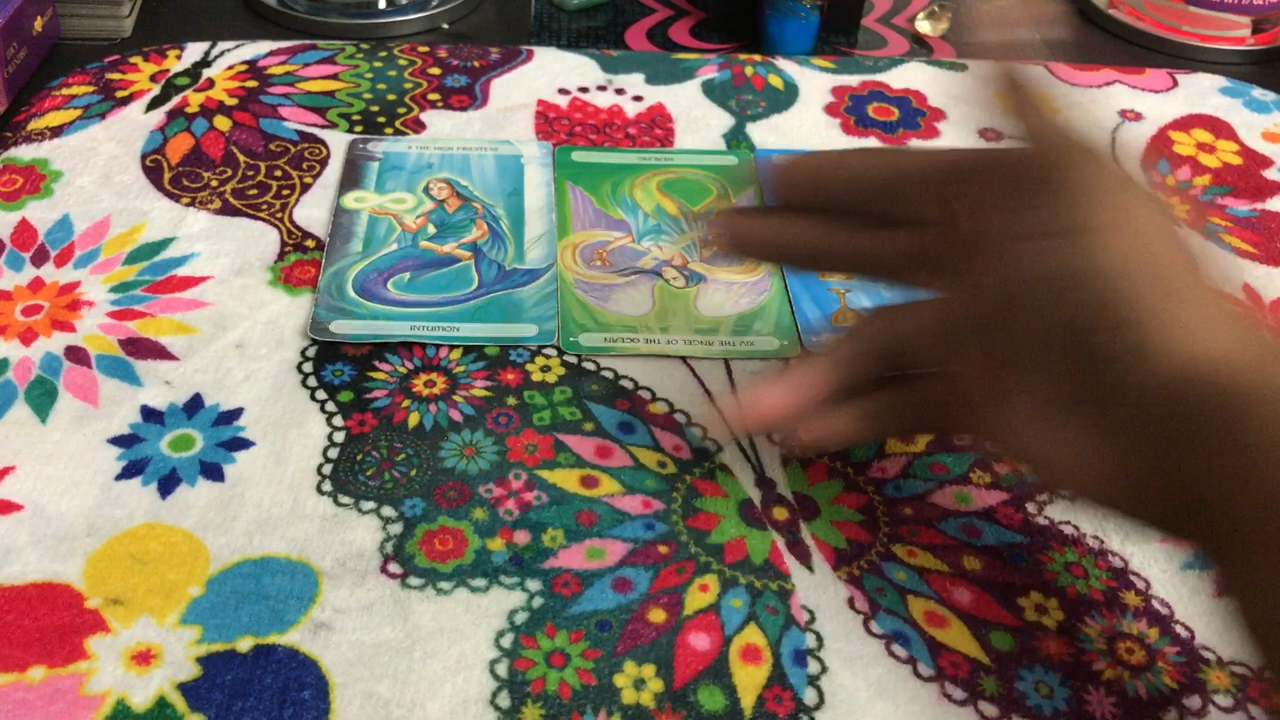 II THE HIGH PRIESTESS
INTUITION
HEALING
XIV THE ANGEL OF THE OCEAN